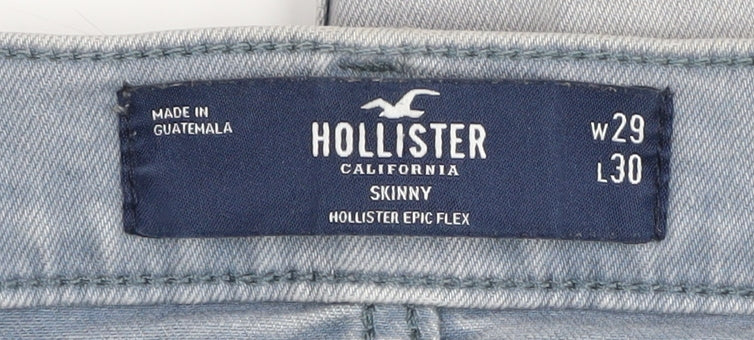 MADE IN
GUATEMALA
HOLLISTER
CALIFORNIA
SKINNY
HOLLISTER EPIC FLEX
W29
L30